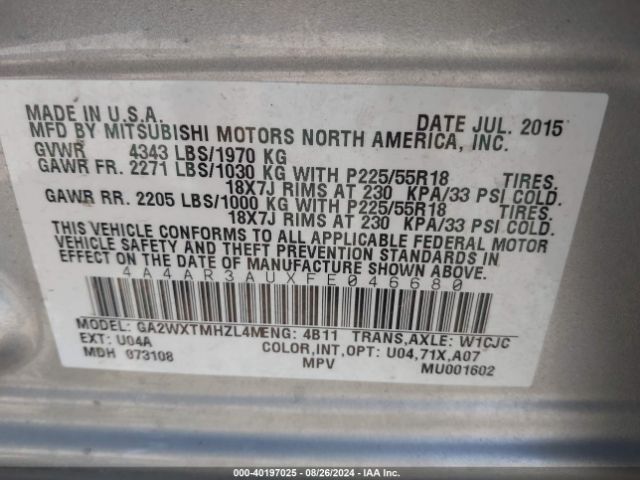 MADE IN U.S.A. DATE JUL. 2015
MFD BY MITSUBISHI MOTORS NORTH AMERICA, INC.
GVWR 4343 LBS/1970 KG
GAWR FR. 2271 LBS/1030 KG WITH P225/55R18 TIRES.
18X7J RIMS AT 230 KPA/33 PSI COLD.
GAWR RR. 2205 LBS/1000 KG WITH P225/55R18 TIRES.
18X7J RIMS AT 230 KPA/33 PSI COLD.
THIS VEHICLE CONFORMS TO ALL APPLICABLE FEDERAL MOTOR
VEHICLE SAFETY AND THEFT PREVENTION STANDARDS IN
EFFECT ON THE DATE OF MANUFACTURE SHOWN ABOVE.
4A4AR3AUXFE046680
MODEL: GA2WXTMHZL4M ENG: 4B11 TRANS,AXLE: W1CJC
EXT: U04A COLOR,INT,OPT: U04,71X,A07
MDH 073108 MPV MU001602
000-40197025 - 08/26/2024 - IAA Inc.